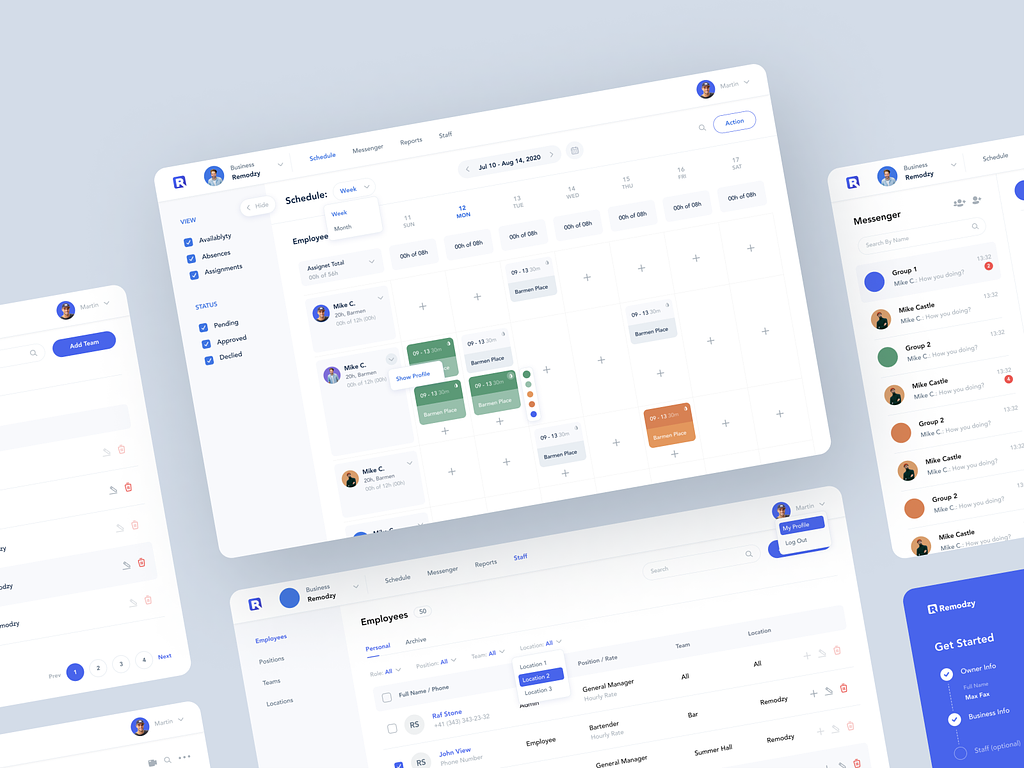 Business
Remodzy
Schedule
Messenger
Reports
Staff
Martin
Action
VIEW
Availablyty
Absences
Assignments
STATUS
Pending
Approved
Declied
Hide
Schedule:
Week
Week
Month
Jul 10 - Aug 14, 2020
Employee
11
SUN
12
MON
13
TUE
14
WED
15
THU
16
FRI
17
SAT
Assignet Total
00h of 56h
00h of 08h
00h of 08h
00h of 08h
00h of 08h
00h of 08h
00h of 08h
00h of 08h
Mike C.
20h, Barmen
00h of 12h (00h)
09 - 13 30m
Barmen Place
09 - 13 30m
Barmen Place
Mike C.
20h, Barmen
00h of 12h (00h)
Show Profile
09 - 13 30m
09 - 13 30m
Barmen Place
09 - 13 30m
Barmen Place
09 - 13 30m
Barmen Place
09 - 13 30m
Barmen Place
09 - 13 30m
Barmen Place
Mike C.
20h, Barmen
00h of 12h (00h)
Martin
Add Team
Prev
1
2
3
4
Next
Martin
Business
Remodzy
Schedule
Messenger
Reports
Staff
Martin
My Profile
Log Out
Employees
Positions
Teams
Locations
Employees
50
Search
Personal
Archive
Role: All
Position: All
Team: All
Location: All
Location 1
Location 2
Location 3
Full Name / Phone
Position / Rate
Team
Location
RS
Raf Stone
+41 (343) 343-23-32
Admin
General Manager
Hourly Rate
All
All
RS
John View
Phone Number
Employee
Bartender
Hourly Rate
Bar
Remodzy
General Manager
Summer Hall
Remodzy
Business
Remodzy
Schedule
Messenger
Search By Name
Group 1
Mike C.: How you doing?
13:32
2
Mike Castle
Mike C.: How you doing?
13:32
Group 2
Mike C.: How you doing?
13:32
Mike Castle
Mike C.: How you doing?
13:32
4
Group 2
Mike C.: How you doing?
Mike Castle
Mike C.: How you doing?
Group 2
Mike C.: How you doing?
Mike Castle
Mike C.: How you doing?
Remodzy
Get Started
Owner Info
Full Name
Max Fax
Business Info
Staff (optional)